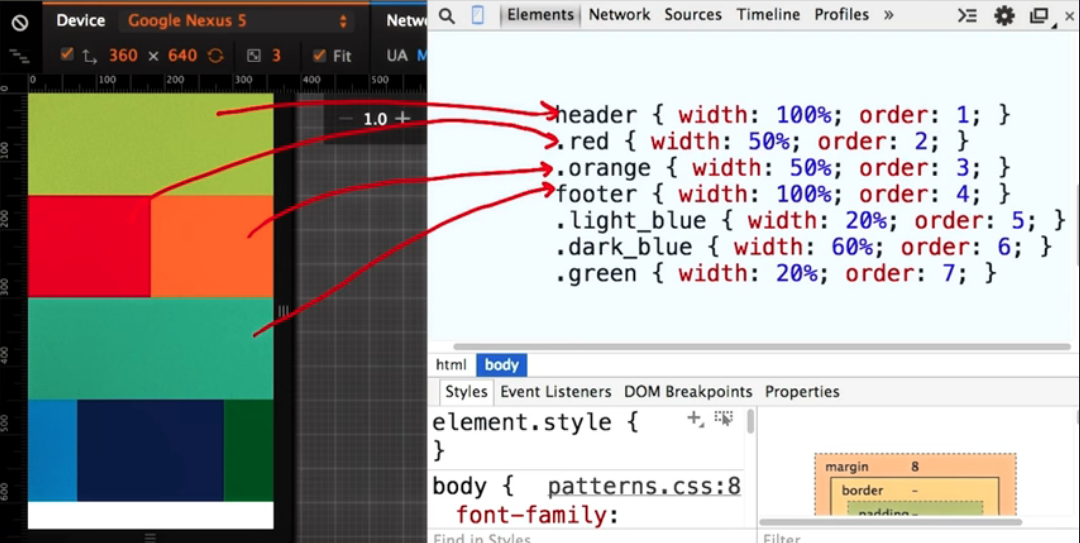 Device Google Nexus 5 Netwo
360 × 640 3 Fit UA M
0 100 200 300 400 500
0
100
200
300
400
500
600
1.0 +
Elements Network Sources Timeline Profiles »
header { width: 100%; order: 1; }
.red { width: 50%; order: 2; }
.orange { width: 50%; order: 3; }
footer { width: 100%; order: 4; }
.light_blue { width: 20%; order: 5; }
.dark_blue { width: 60%; order: 6; }
.green { width: 20%; order: 7; }
html body
Styles Event Listeners DOM Breakpoints Properties
element.style {
}
body { patterns.css:8
font-family:
Find in Styles
margin 8
border -
padding -
Filter